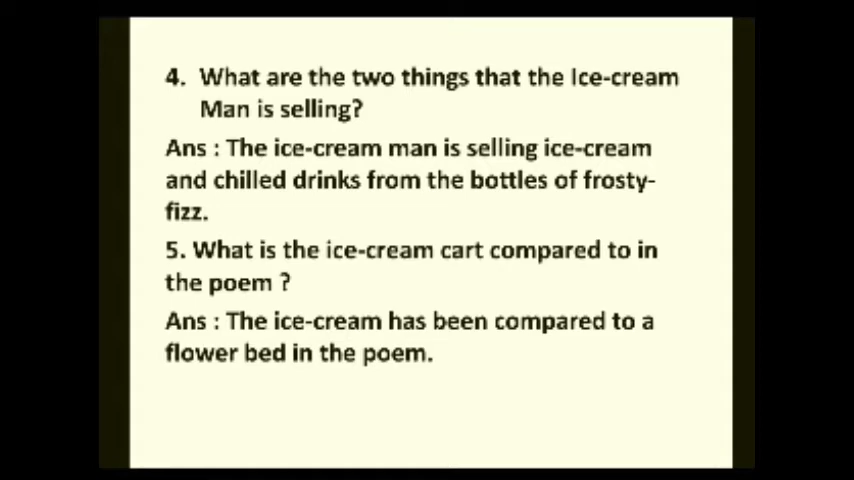 4. What are the two things that the Ice-cream
Man is selling?
Ans : The ice-cream man is selling ice-cream
and chilled drinks from the bottles of frosty-
fizz.
5. What is the ice-cream cart compared to in
the poem ?
Ans : The ice-cream has been compared to a
flower bed in the poem.